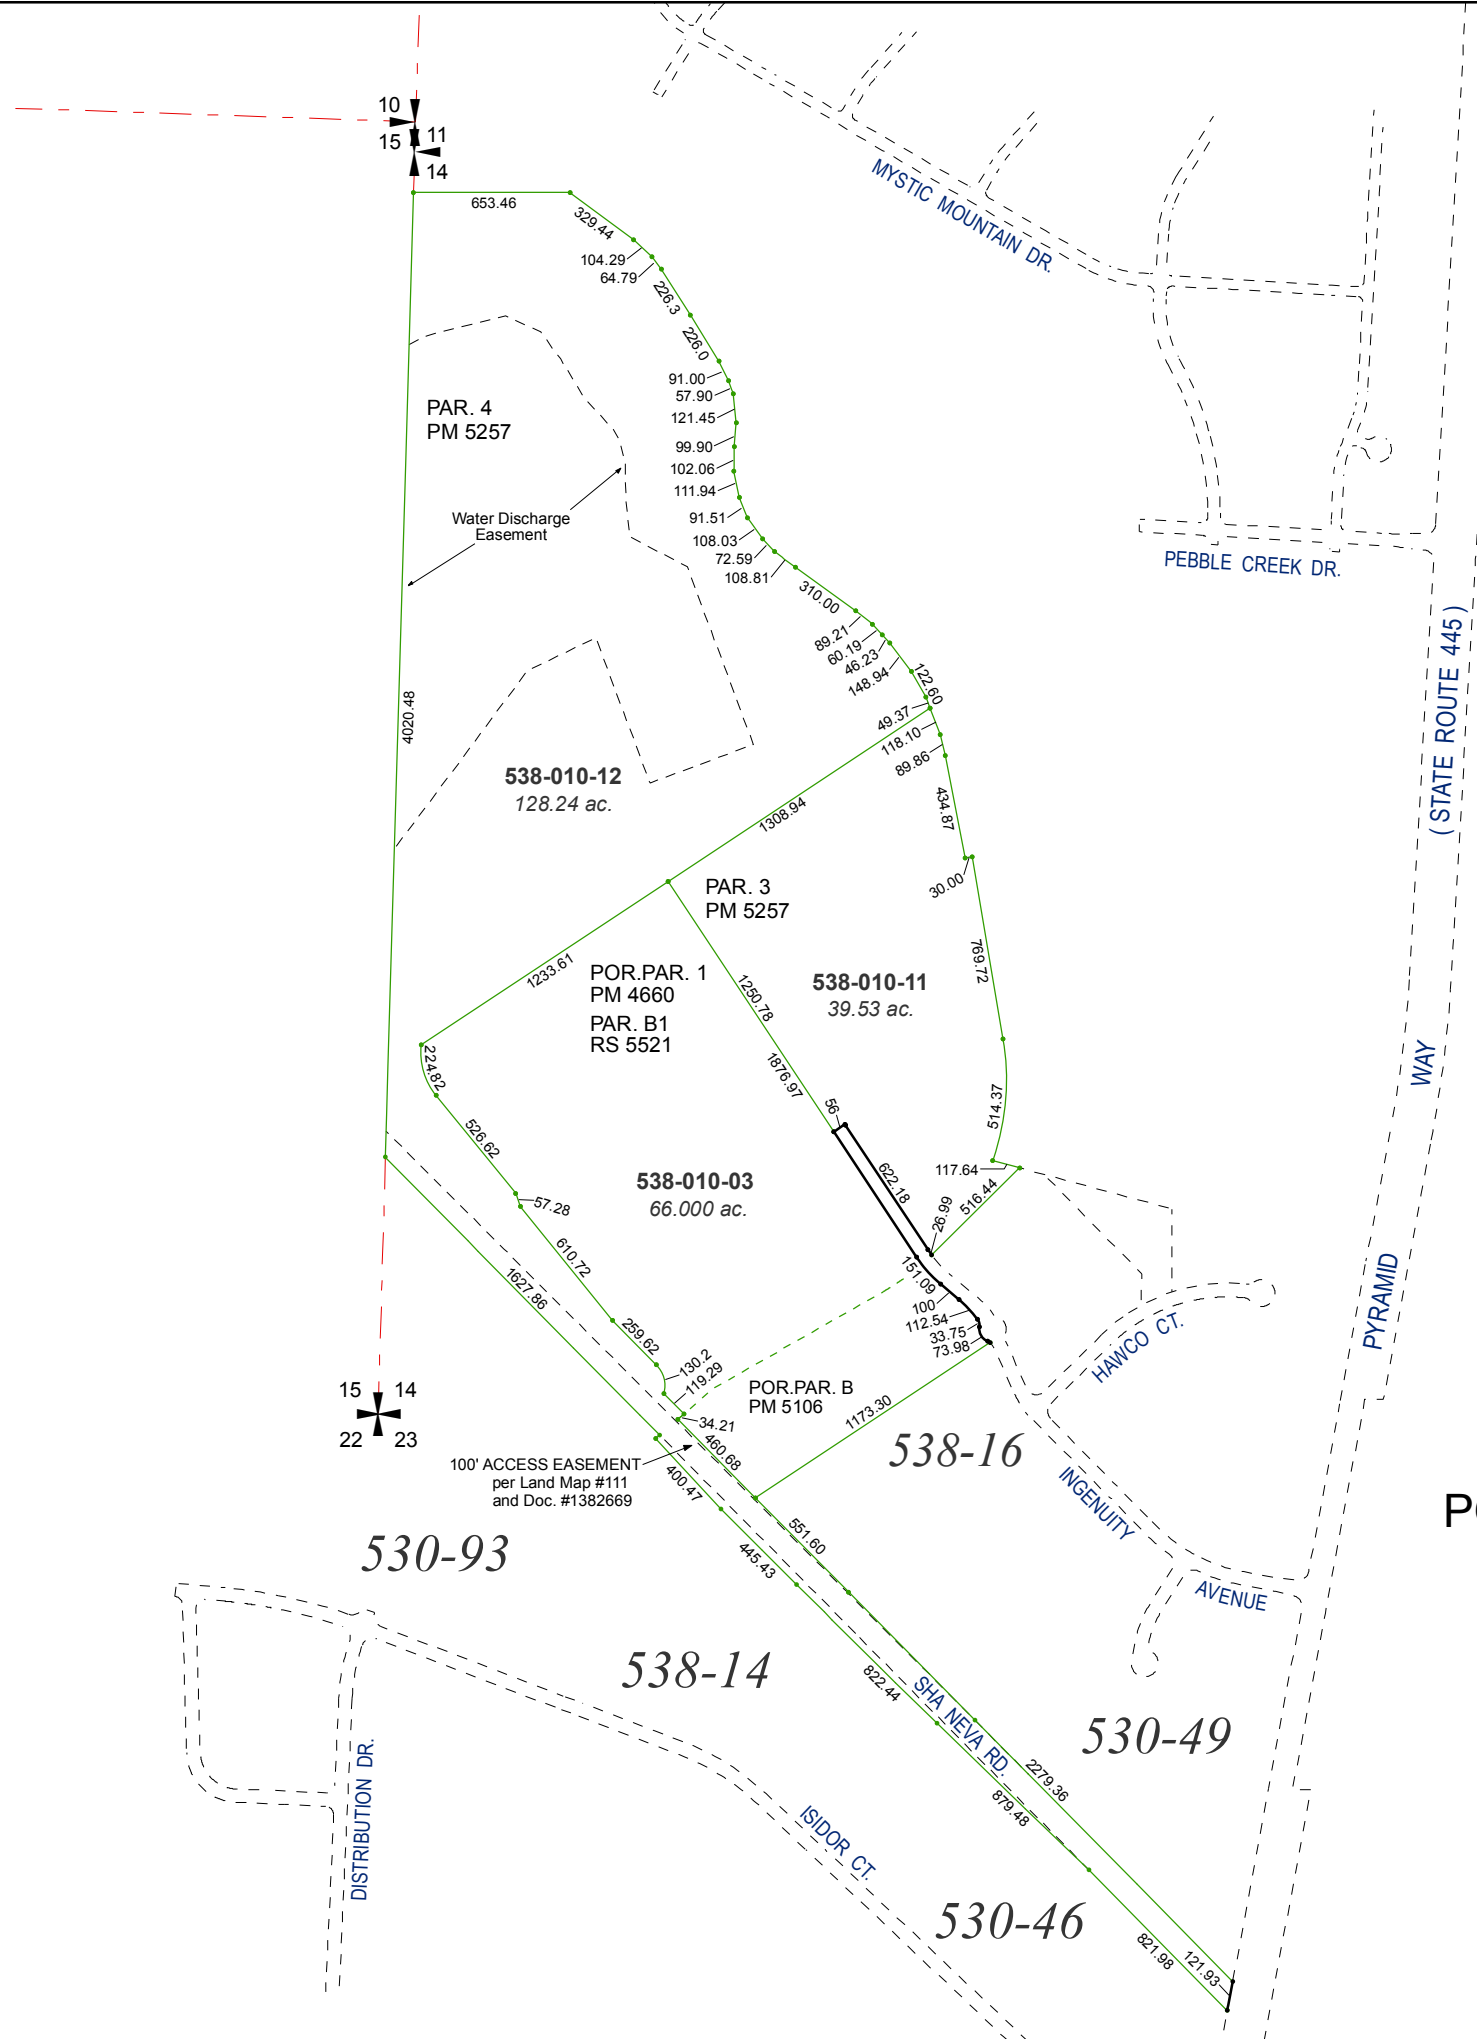 10
15
11
14
653.46
329.44
104.29
64.79
226.3
226.0
91.00
57.90
121.45
99.90
102.06
111.94
91.51
108.03
72.59
108.81
310.00
89.21
60.19
46.23
148.94
122.60
49.37
118.10
89.86
434.87
30.00
769.72
514.37
117.64
516.44
MYSTIC MOUNTAIN DR.
PEBBLE CREEK DR.
( STATE ROUTE 445 )
WAY
PYRAMID
PAR. 4
PM 5257
Water Discharge
Easement
4020.48
538-010-12
128.24 ac.
1308.94
PAR. 3
PM 5257
538-010-11
39.53 ac.
1233.61
POR.PAR. 1
PM 4660
PAR. B1
RS 5521
1250.78
1876.97
56
622.18
26.99
224.82
526.62
57.28
538-010-03
66.000 ac.
610.72
1627.86
259.62
130.2
119.29
34.21
460.68
151.09
100
112.54
33.75
73.98
POR.PAR. B
PM 5106
1173.30
HAWCO CT.
15
14
22
23
100' ACCESS EASEMENT
per Land Map #111
and Doc. #1382669
400.47
538-16
INGENUITY
AVENUE
551.60
445.43
530-93
538-14
822.44
SHA NEVA RD.
530-49
2279.36
879.48
DISTRIBUTION DR.
ISIDOR CT.
530-46
821.98
121.93